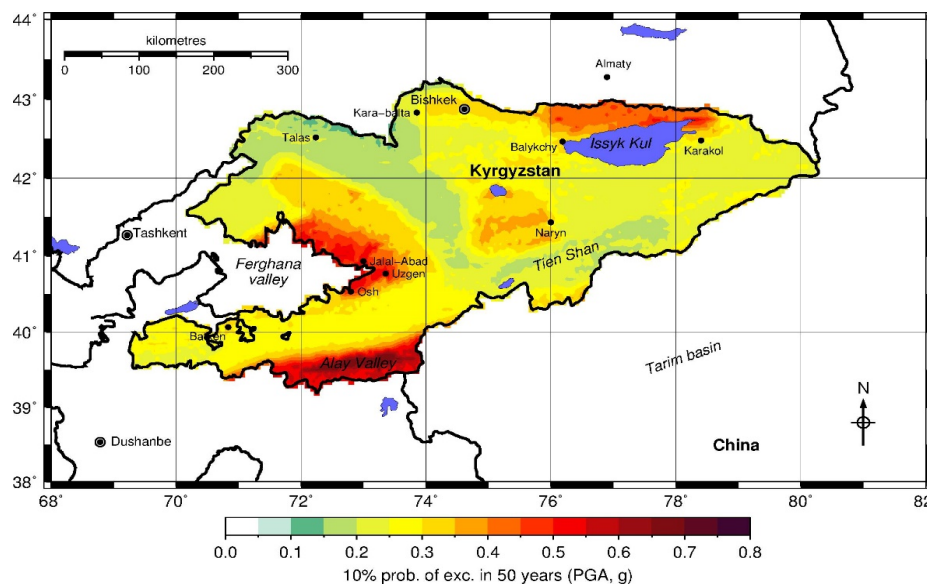 44°
43°
42°
41°
40°
39°
38°
68°
70°
72°
74°
76°
78°
80°
82
kilometres
0 100 200 300
Almaty
Bishkek
Kara-balta
Talas
Issyk Kul
Balykchy
Karakol
Kyrgyzstan
Tashkent
Naryn
Ferghana
valley
Jalal-Abad
Uzgen
Tien Shan
Osh
Alay Valley
Tarim basin
N
Dushanbe
China
0.0 0.1 0.2 0.3 0.4 0.5 0.6 0.7 0.8
10% prob. of exc. in 50 years (PGA, g)